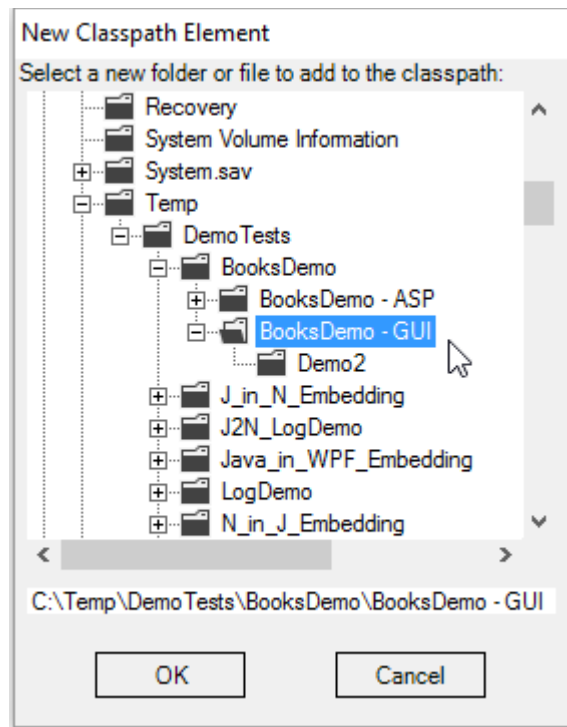 New Classpath Element
Select a new folder or file to add to the classpath:
Recovery
System Volume Information
System.sav
Temp
DemoTests
BooksDemo
BooksDemo - ASP
BooksDemo - GUI
Demo2
J_in_N_Embedding
J2N_LogDemo
Java_in_WPF_Embedding
LogDemo
N_in_J_Embedding
C:\Temp\DemoTests\BooksDemo\BooksDemo - GUI
OK Cancel